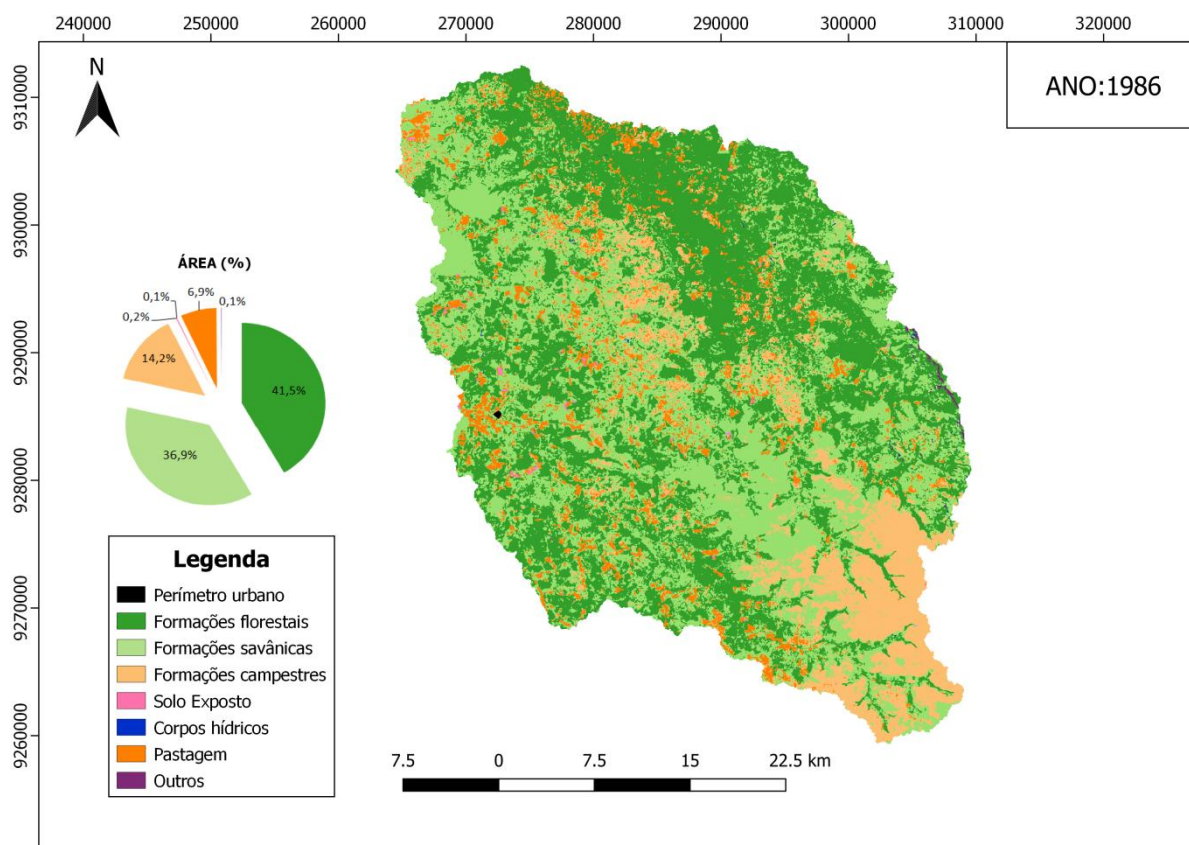 240000 250000 260000 270000 280000 290000 300000 310000 320000
ANO:1986
N
9310000
9300000
9290000
9280000
9270000
9260000
ÁREA (%)
0,1% 6,9% 0,1%
0,2%
14,2%
41,5%
36,9%
Legenda
Perímetro urbano
Formações florestais
Formações savânicas
Formações campestres
Solo Exposto
Corpos hídricos
Pastagem
Outros
7.5 0 7.5 15 22.5 km